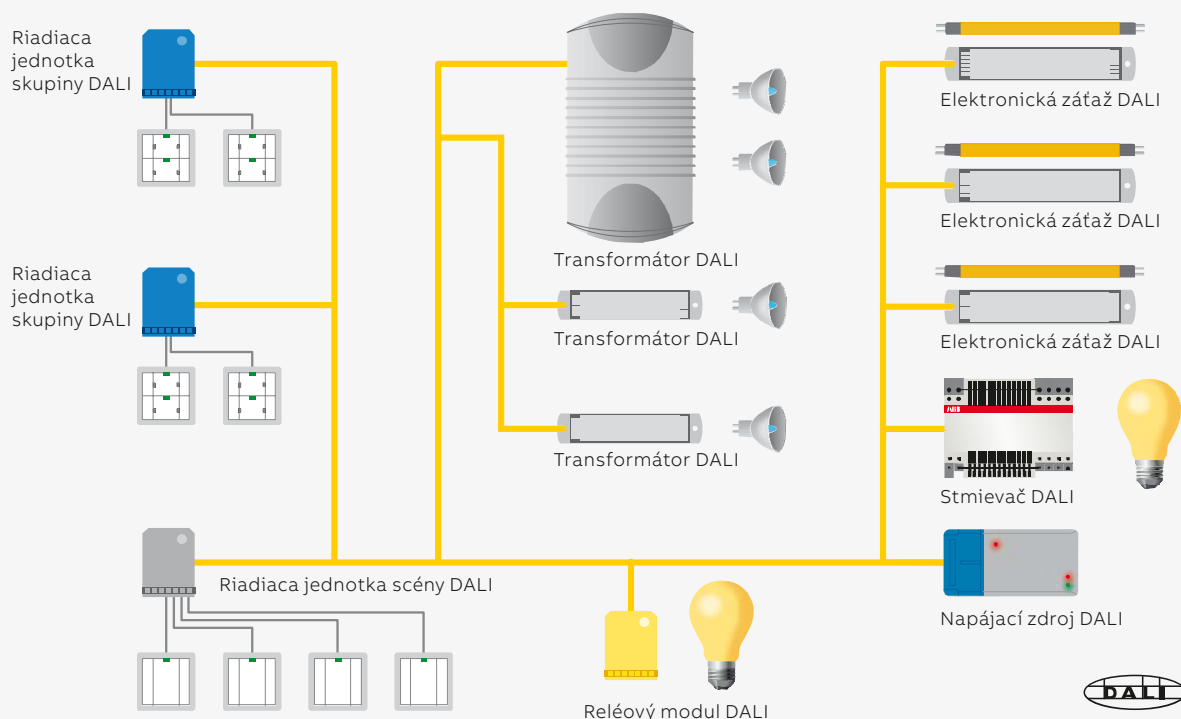 Riadiaca
jednotka
skupiny DALI
Riadiaca
jednotka
skupiny DALI
Riadiaca jednotka scény DALI
Transformátor DALI
Transformátor DALI
Transformátor DALI
Reléový modul DALI
Elektronická záťaž DALI
Elektronická záťaž DALI
Elektronická záťaž DALI
ABB
Stmievač DALI
Napájací zdroj DALI
DALI